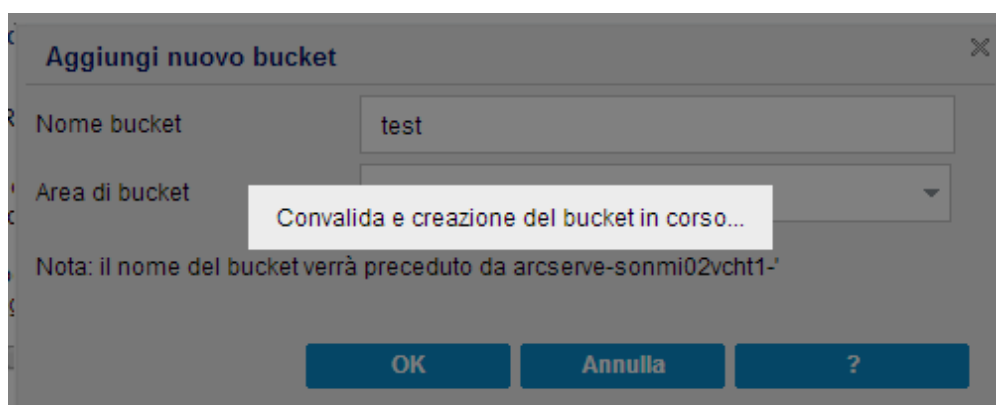 Aggiungi nuovo bucket
Nome bucket
test
Area di bucket
Convalida e creazione del bucket in corso...
Nota: il nome del bucket verrà preceduto da arcserve-sonmi02vcht1-'
OK
Annulla
?